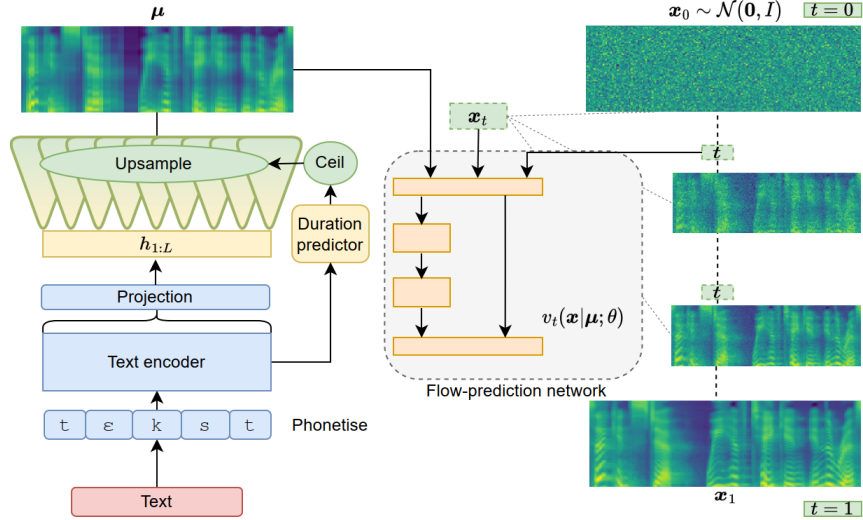 μ
x₀ ∼ 𝒩(0, I)
t = 0
x_t
Upsample
Ceil
t
h_{1:L}
Duration
predictor
Projection
t
v_t(x|μ; θ)
Text encoder
Flow-prediction network
t ε k s t
Phonetise
Text
x₁
t = 1